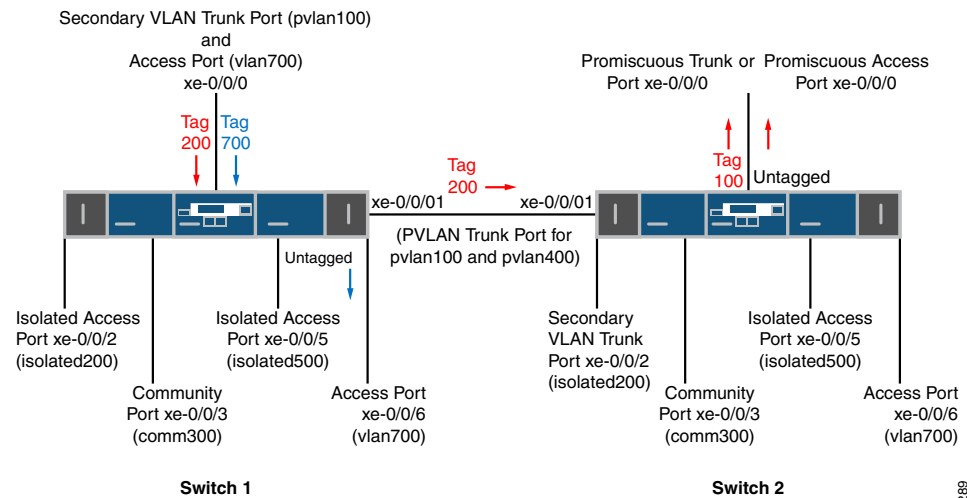 Secondary VLAN Trunk Port (pvlan100)
and
Access Port (vlan700)
xe-0/0/0
Tag
200
Tag
700
Tag
200
xe-0/0/01
xe-0/0/01
(PVLAN Trunk Port for
pvlan100 and pvlan400)
Untagged
Isolated Access
Port xe-0/0/2
(isolated200)
Isolated Access
Port xe-0/0/5
(isolated500)
Community
Port xe-0/0/3
(comm300)
Access Port
xe-0/0/6
(vlan700)
Switch 1
Promiscuous Trunk or
Port xe-0/0/0
Promiscuous Access
Port xe-0/0/0
Tag
100
Untagged
Secondary
VLAN Trunk
Port xe-0/0/2
(isolated200)
Isolated Access
Port xe-0/0/5
(isolated500)
Community
Port xe-0/0/3
(comm300)
Access Port
xe-0/0/6
(vlan700)
Switch 2